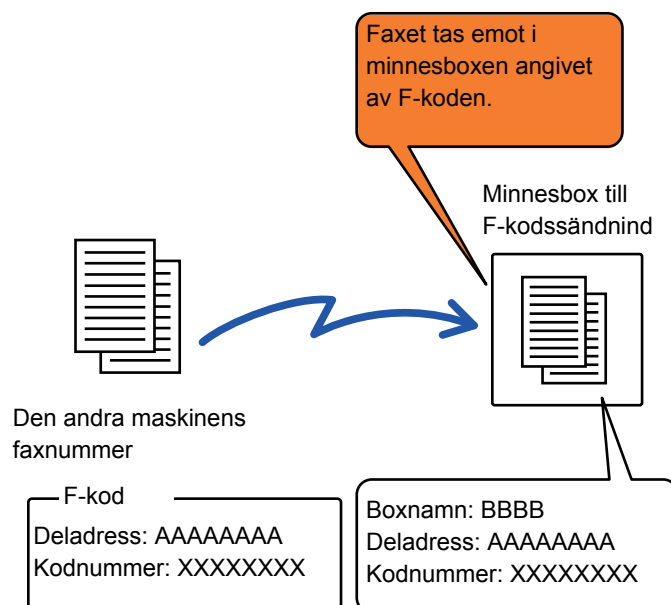 Faxet tas emot i
minnesboxen angivet
av F-koden.
Minnesbox till
F-kodssändnind
Den andra maskinens
faxnummer
F-kod
Deladress: AAAAAAAA
Kodnummer: XXXXXXXX
Boxnamn: BBBB
Deladress: AAAAAAAA
Kodnummer: XXXXXXXX